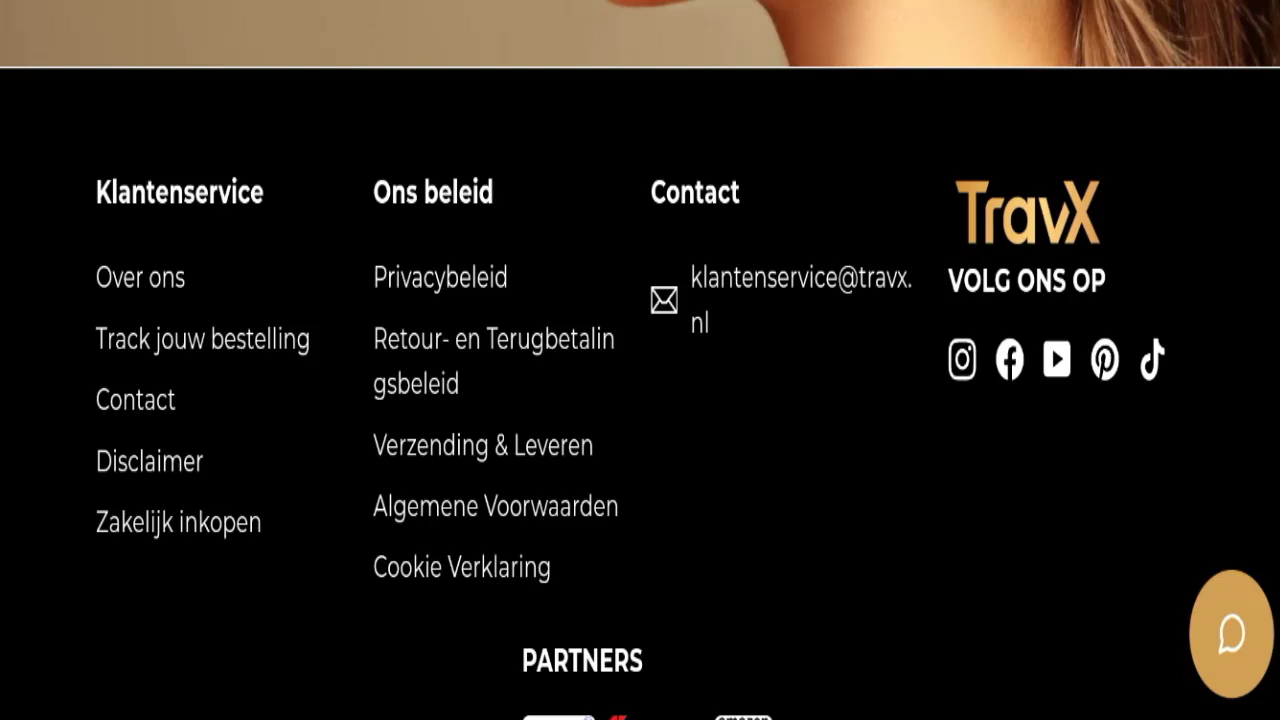 Klantenservice
Over ons
Track jouw bestelling
Contact
Disclaimer
Zakelijk inkopen
Ons beleid
Privacybeleid
Retour- en Terugbetalin
gsbeleid
Verzending & Leveren
Algemene Voorwaarden
Cookie Verklaring
Contact
klantenservice@travx.
nl
TravX
VOLG ONS OP
PARTNERS